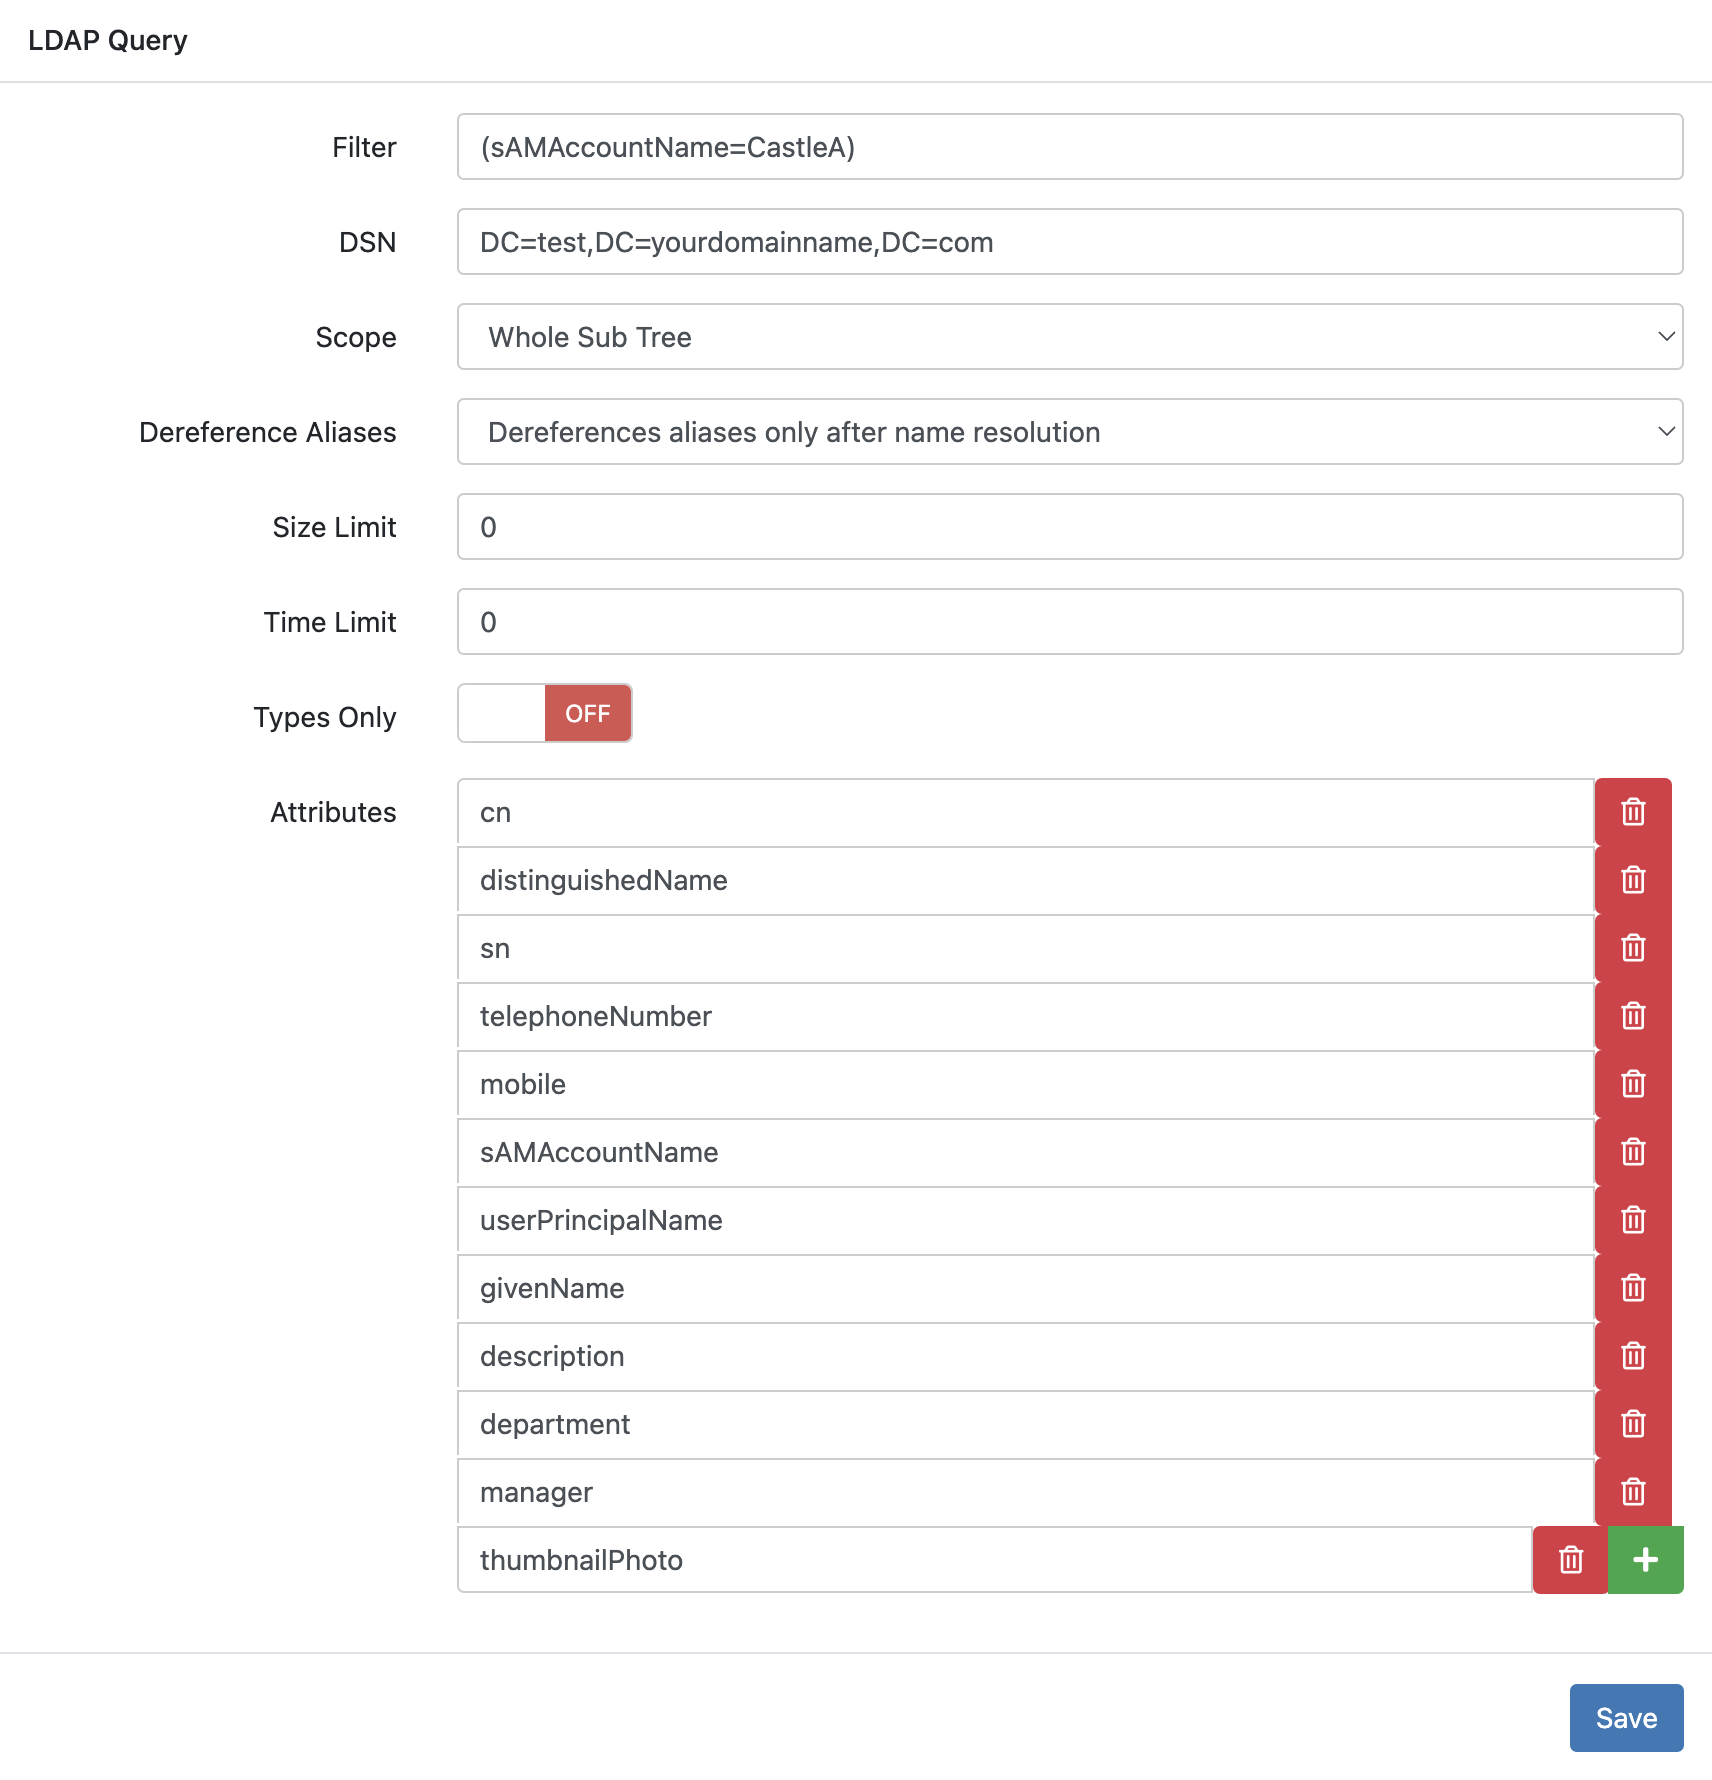 LDAP Query
Filter
(sAMAccountName=CastleA)
DSN
DC=test,DC=yourdomainname,DC=com
Scope
Whole Sub Tree
Dereference Aliases
Dereferences aliases only after name resolution
Size Limit
0
Time Limit
0
Types Only
OFF
Attributes
cn
distinguishedName
sn
telephoneNumber
mobile
sAMAccountName
userPrincipalName
givenName
description
department
manager
thumbnailPhoto
Save